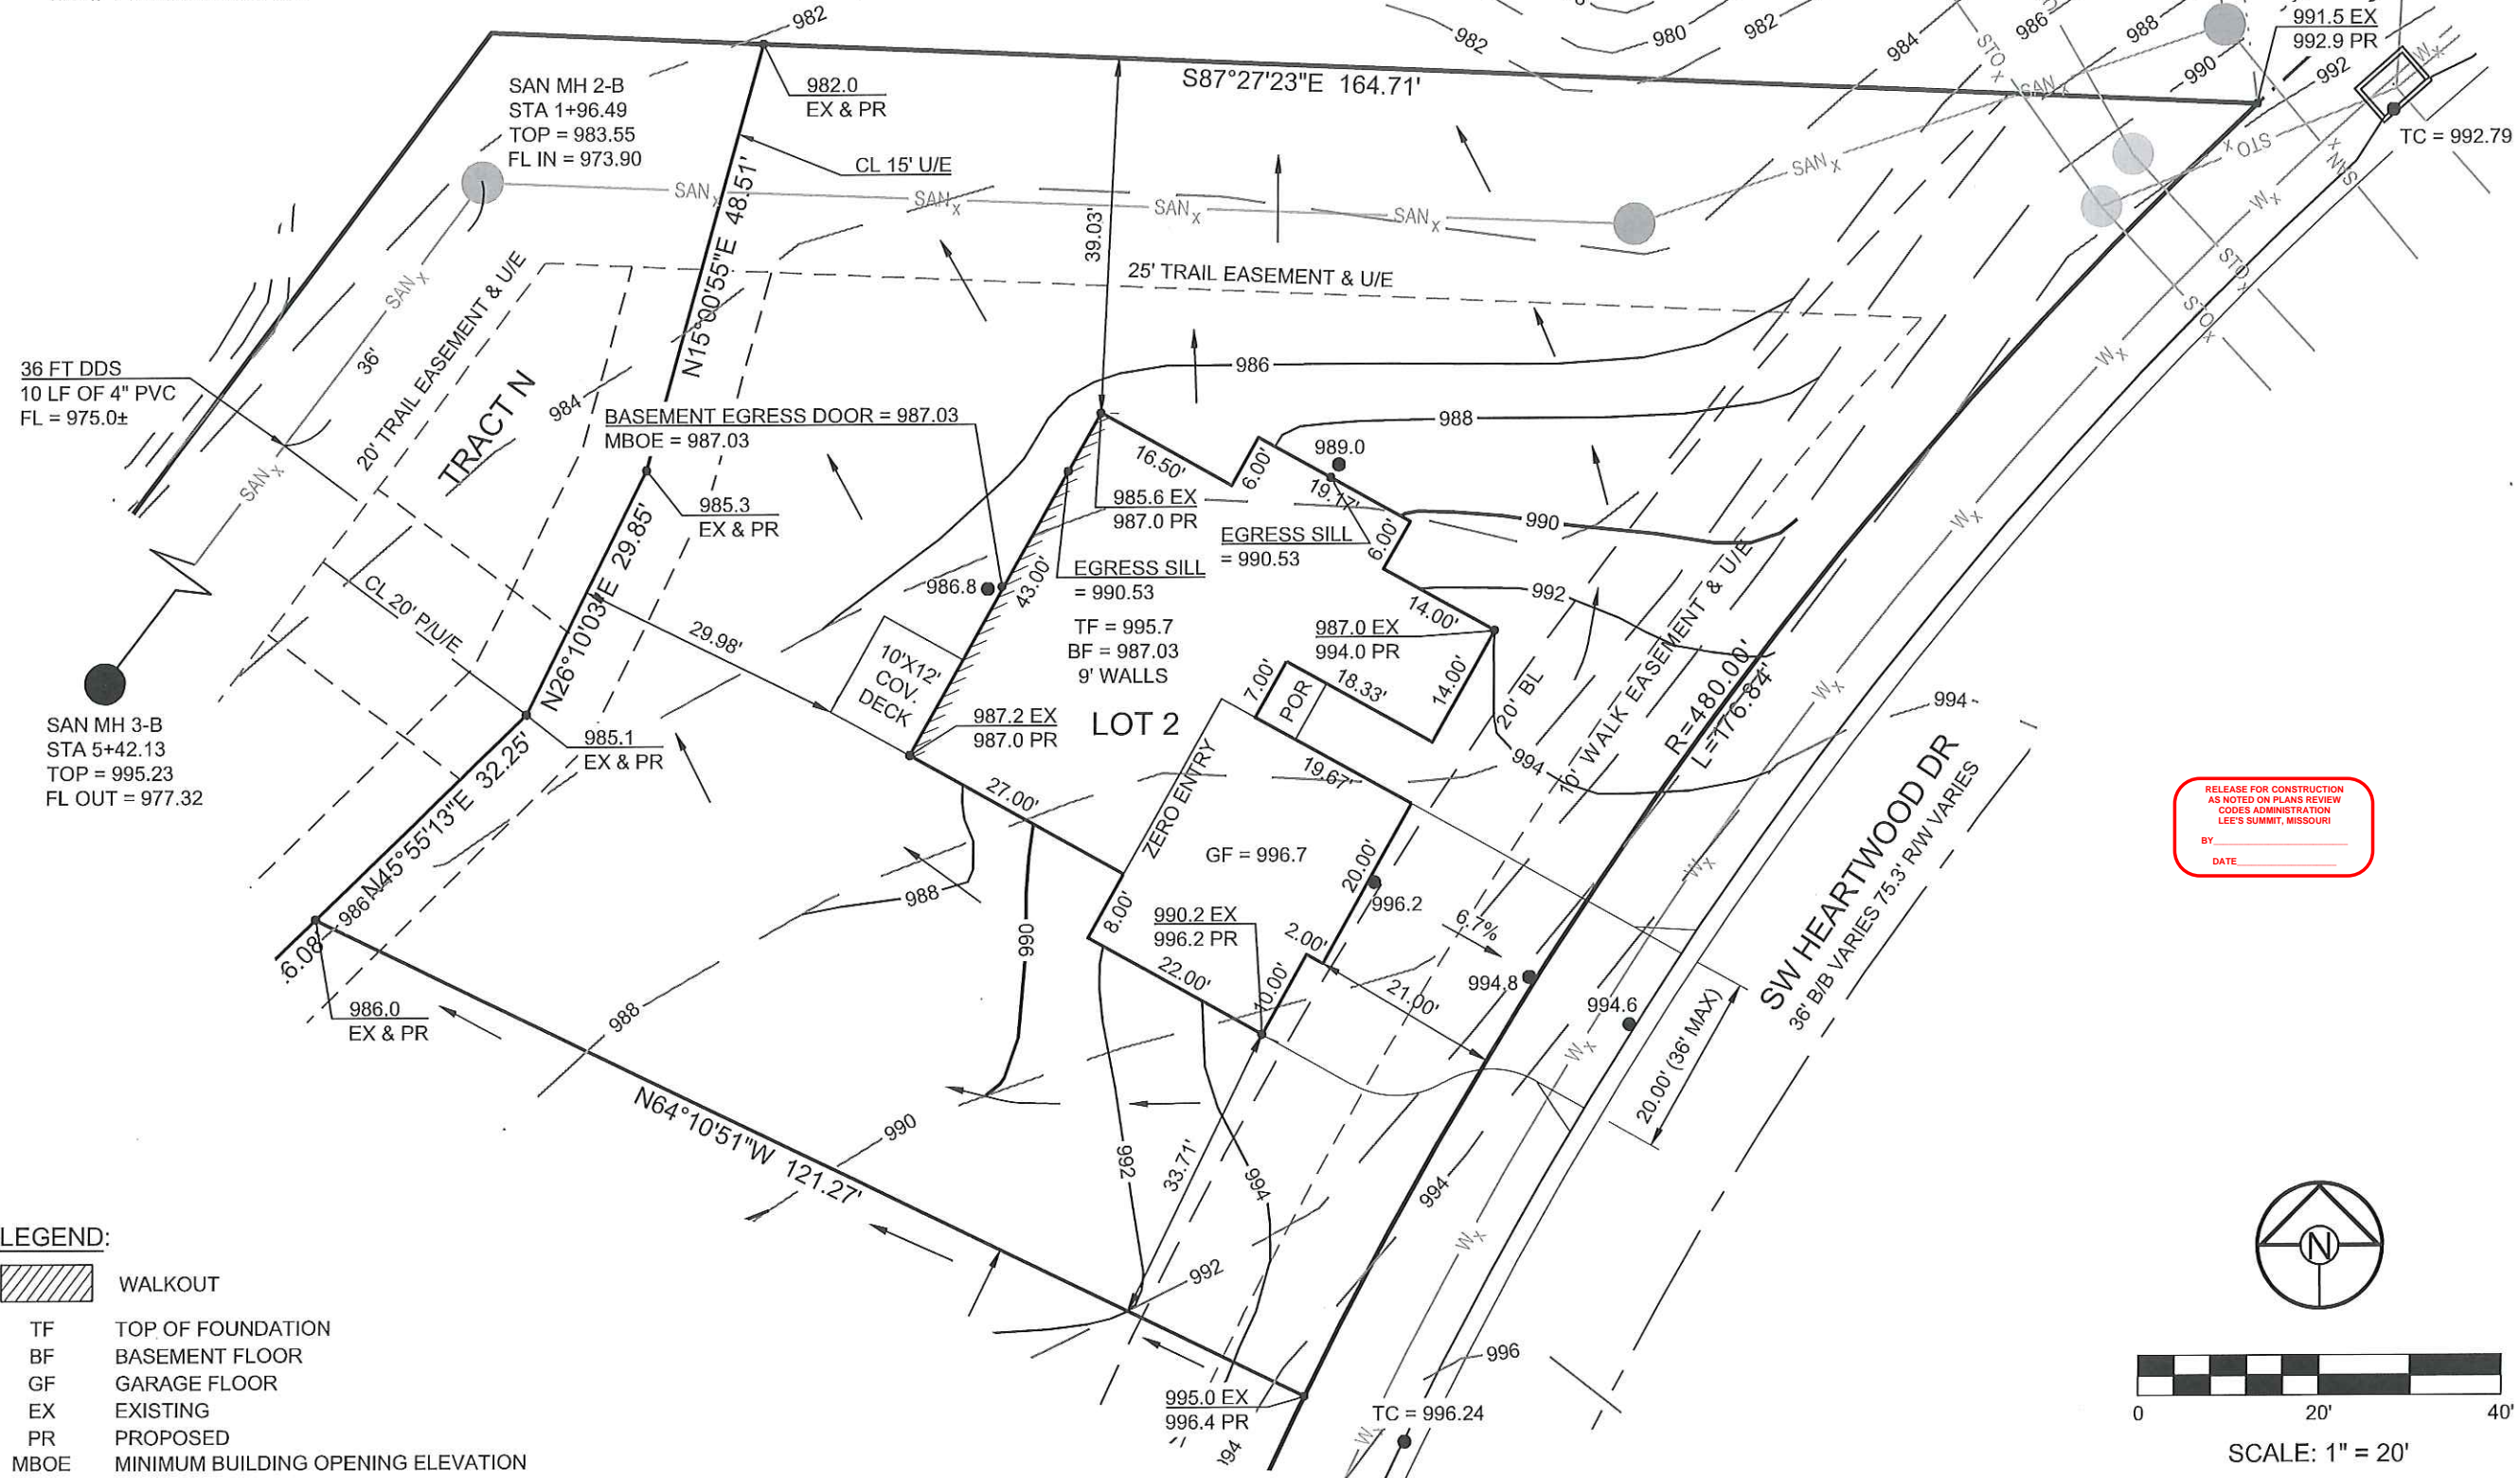 982
SAN MH 2-B
STA 1+96.49
TOP = 983.55
FL IN = 973.90
982.0
EX & PR
CL 15' U/E
S87°27'23"E 164.71'
982
980
982
984
986
988
990
992
991.5 EX
992.9 PR
TC = 992.79
STO X
SAN X
STO X
SAN X
W X
SAN X
SAN X
SAN X
SAN X
SAN X
W X
STO X
STO X
W X
N15°00'55"E 48.51'
39.03'
25' TRAIL EASEMENT & U/E
SAN X
36'
20' TRAIL EASEMENT & U/E
TRACT N
36 FT DDS
10 LF OF 4" PVC
FL = 975.0±
SAN X
984
BASEMENT EGRESS DOOR = 987.03
MBOE = 987.03
986
988
985.3
EX & PR
N26°10'03"E 29.85'
16.50'
6.00'
989.0
19.17'
985.6 EX
987.0 PR
EGRESS SILL
= 990.53
6.00'
990
W X
986.8
43.00'
EGRESS SILL
= 990.53
992
CL 20' P/U/E
29.98'
10'X12'
COV.
DECK
TF = 995.7
BF = 987.03
9' WALLS
LOT 2
14.00'
987.0 EX
994.0 PR
7.00'
POR
18.33'
14.00'
20' BL
10' WALK EASEMENT & U/E
R=480.00'
L=176.84'
W X
994
SAN MH 3-B
STA 5+42.13
TOP = 995.23
FL OUT = 977.32
985.1
EX & PR
987.2 EX
987.0 PR
994
N45°55'13"E 32.25'
27.00'
ZERO ENTRY
19.67'
GF = 996.7
20.00'
996.2
6.7%
W X
SW HEARTWOOD DR
36' B/B VARIES 75.3' R/W VARIES
RELEASE FOR CONSTRUCTION
AS NOTED ON PLANS REVIEW
CODES ADMINISTRATION
LEE'S SUMMIT, MISSOURI
BY
DATE
986
6.08'
986.0
EX & PR
988
988
990
8.00'
990.2 EX
996.2 PR
2.00'
22.00'
10.00'
21.00'
994.8
994.6
W X
20.00' (36' MAX)
N64°10'51"W 121.27'
990
992
33.71'
994
994
W X
992
996
995.0 EX
996.4 PR
TC = 996.24
W X
LEGEND:
WALKOUT
TF TOP OF FOUNDATION
BF BASEMENT FLOOR
GF GARAGE FLOOR
EX EXISTING
PR PROPOSED
MBOE MINIMUM BUILDING OPENING ELEVATION
N
0 20' 40'
SCALE: 1" = 20'